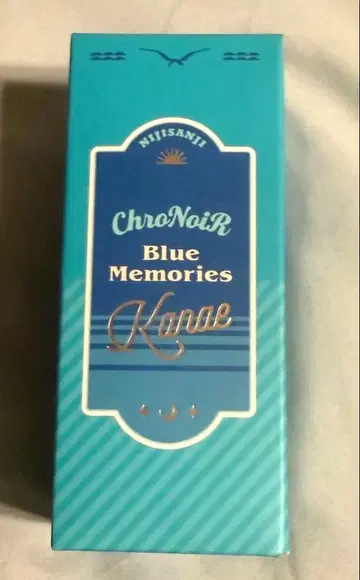 NIJISANJI
ChroNoiR
Blue
Memories
Kanae